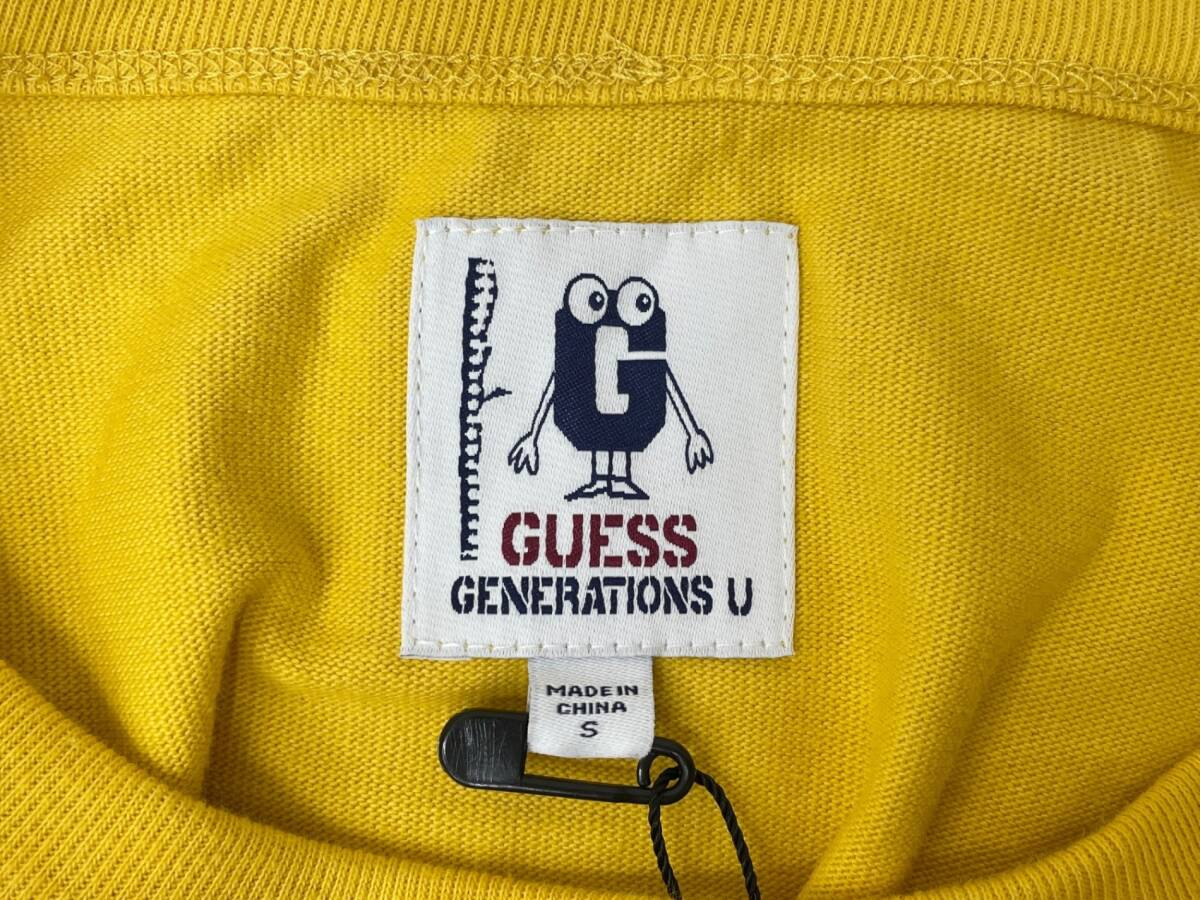 G
GUESS
GENERATIONS U
MADE IN
CHINA
S